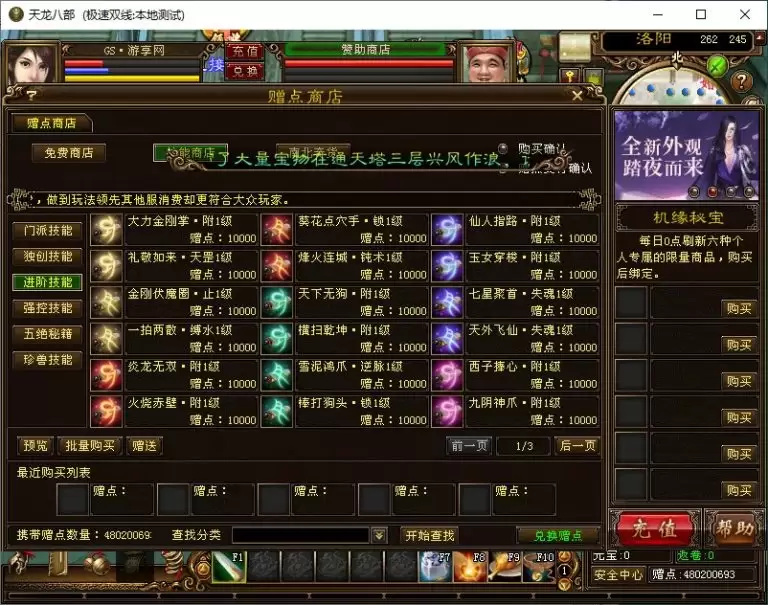 天龙八部 (极速双线:本地测试)
GS·游享网
充值
兑换
接
赞助商店
洛阳 262 245
北
赠点商店
赠点商店
免费商店
购买确认
确认
了大量宝物在通天塔三层兴风作浪，
，做到玩法领先其他服消费却更符合大众玩家。
门派技能
独创技能
进阶技能
强控技能
五绝秘籍
珍兽技能
大力金刚掌·附1级
赠点：10000
葵花点穴手·锁1级
赠点：10000
仙人指路·附1级
赠点：10000
礼敬如来·天罡1级
赠点：10000
烽火连城·钝术1级
赠点：10000
玉女穿梭·附1级
赠点：10000
金刚伏魔圈·止1级
赠点：10000
天下无狗·附1级
赠点：10000
七星聚首·失魂1级
赠点：10000
一拍两散·缚水1级
赠点：10000
横扫乾坤·附1级
赠点：10000
天外飞仙·失魂1级
赠点：10000
炎龙无双·附1级
赠点：10000
雪泥鸿爪·逆脉1级
赠点：10000
西子捧心·附1级
赠点：10000
火烧赤壁·附1级
赠点：10000
棒打狗头·锁1级
赠点：10000
九阴神爪·附1级
赠点：10000
预览
批量购买
赠送
前一页
1/3
后一页
最近购买列表
赠点：
赠点：
赠点：
赠点：
赠点：
携带赠点数量：48020069
查找分类
开始查找
兑换赠点
全新外观
踏夜而来
机缘秘宝
每日0点刷新六种个
人专属的限量商品，购买
后绑定。
购买
购买
购买
购买
购买
购买
充值
帮助
F1
F7
F8
F9
F10
1
元宝:0
:0
安全中心
赠点:480200693